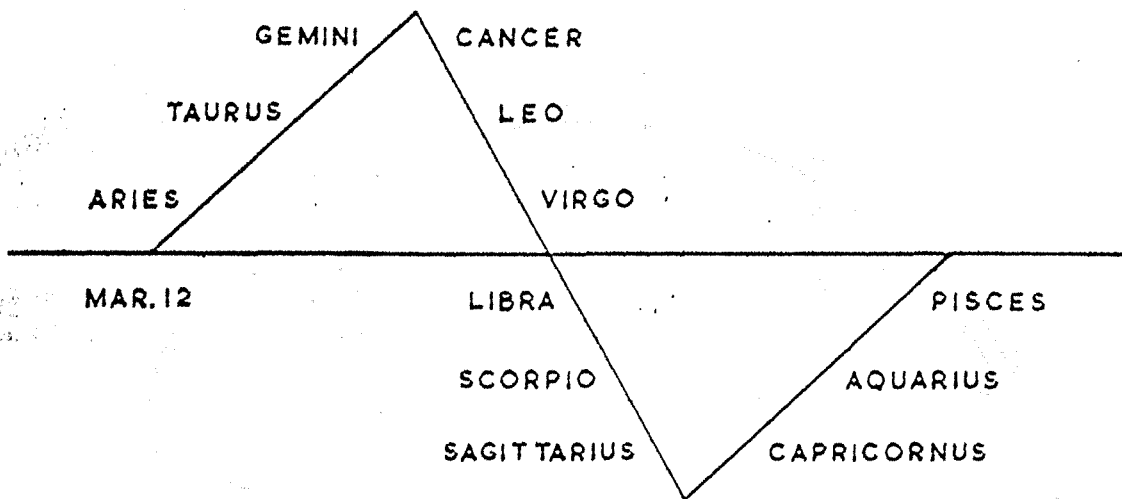 GEMINI CANCER
TAURUS LEO
ARIES VIRGO
MAR. 12 LIBRA PISCES
SCORPIO AQUARIUS
SAGITTARIUS CAPRICORNUS